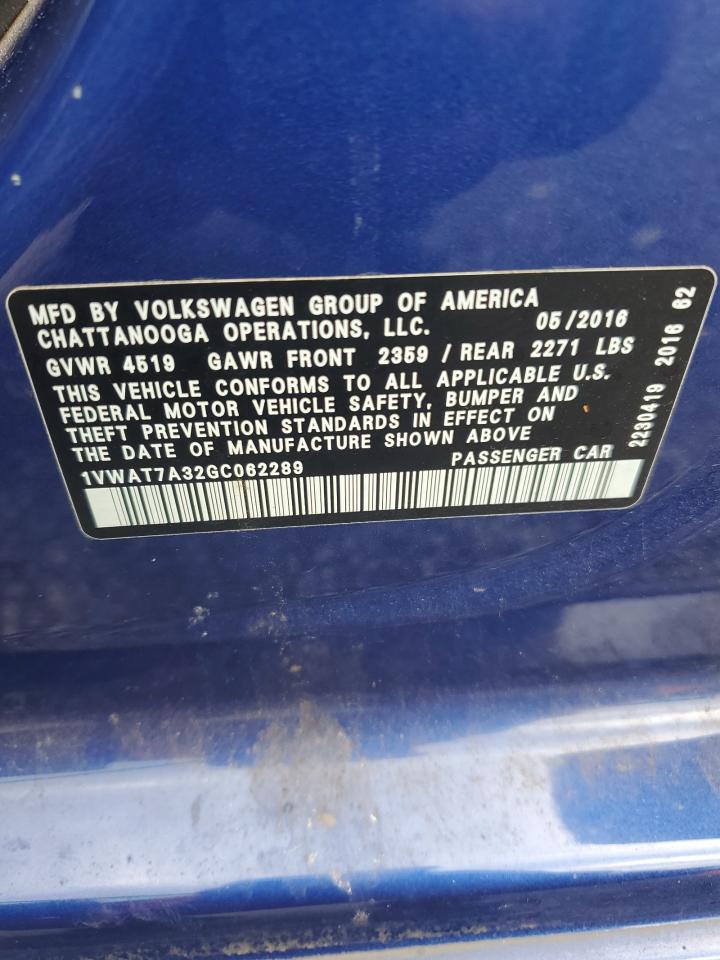 MFD BY VOLKSWAGEN GROUP OF AMERICA
CHATTANOOGA OPERATIONS, LLC. 05/2016
GVWR 4519 GAWR FRONT 2359 / REAR 2271 LBS
THIS VEHICLE CONFORMS TO ALL APPLICABLE U.S.
FEDERAL MOTOR VEHICLE SAFETY, BUMPER AND
THEFT PREVENTION STANDARDS IN EFFECT ON
THE DATE OF MANUFACTURE SHOWN ABOVE
1VWAT7A32GC062289 PASSENGER CAR
2230419 2016 62